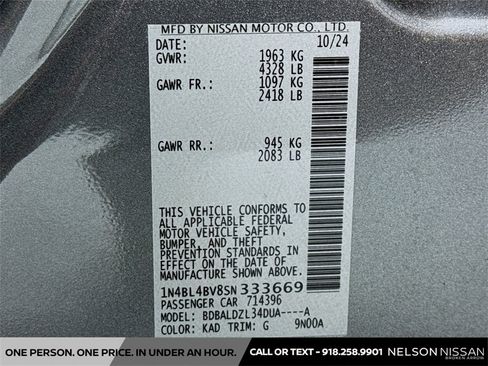 MFD BY NISSAN MOTOR CO., LTD.
DATE: 10/24
GVWR: 1963 KG
4328 LB
GAWR FR.: 1097 KG
2418 LB
GAWR RR.: 945 KG
2083 LB
THIS VEHICLE CONFORMS TO
ALL APPLICABLE FEDERAL
MOTOR VEHICLE SAFETY,
BUMPER, AND THEFT
PREVENTION STANDARDS
IN EFFECT ON THE DATE OF
MANUFACTURE SHOWN ABOVE.
1N4BL4BV8SN333669
PASSENGER CAR 714396
MODEL: BDBALDZL34DUA----A
COLOR: KAD TRIM: G 9N00A
ONE PERSON. ONE PRICE. IN UNDER AN HOUR.
CALL OR TEXT - 918.258.9901
NELSON NISSAN
BROKEN ARROW